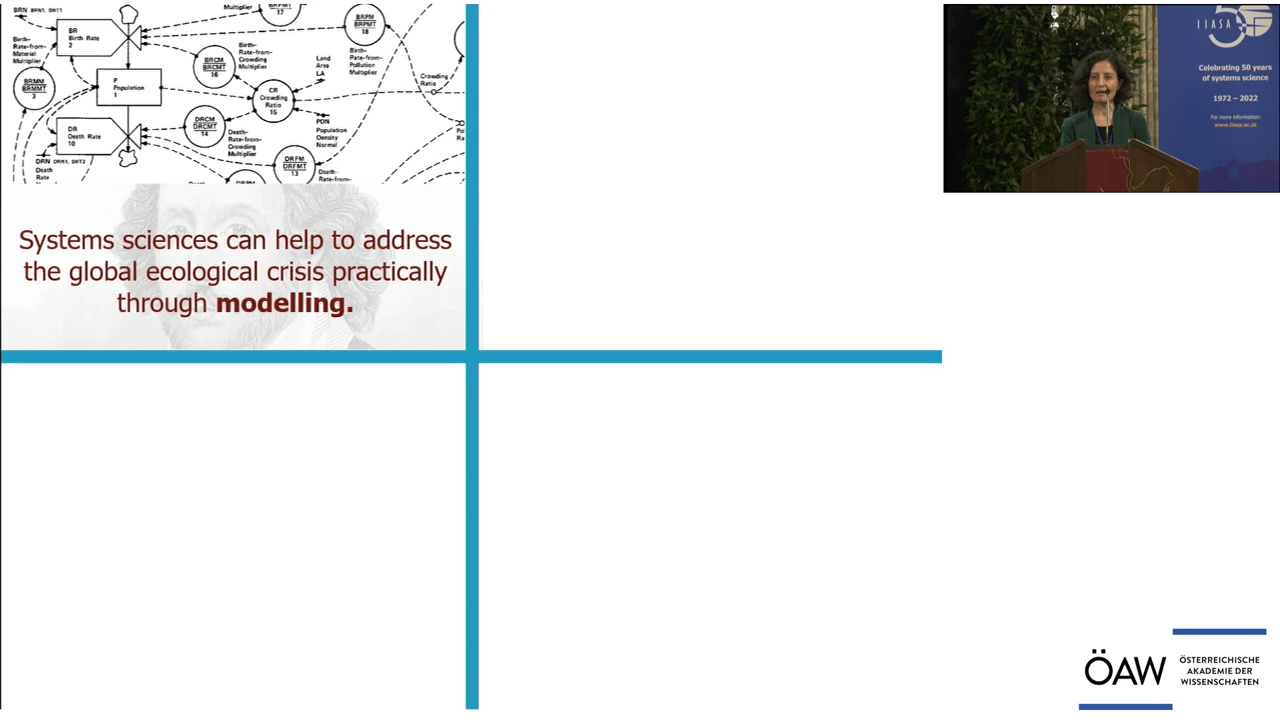 BRN BRN1, SWT1
BR
Birth Rate
2
Multiplier
BRFMT
17
BRPM
BRPMT
18
Birth-
Rate-from-
Material
Multiplier
BRMM
BRMMT
3
P
Population
1
BRCM
BRCMT
16
Birth-
Rate-from-
Crowding
Multiplier
Land
Area
LA
Birth-
Rate-from-
Pollution
Multiplier
CR
Crowding
Ratio
15
Crowding
Ratio
DR
Death Rate
10
DRCM
DRCMT
14
Death-
Rate-from-
Crowding
Multiplier
PDN
Population
Density
Normal
DRN DRN1, SWT2
Death
Rate
DRFM
DRFMT
13
Death-
Rate-from-
Systems sciences can help to address
the global ecological crisis practically
through modelling.
IIASA
50
Celebrating 50 years
of systems science
1972 – 2022
For more information:
www.iiasa.ac.at
ÖAW
ÖSTERREICHISCHE
AKADEMIE DER
WISSENSCHAFTEN